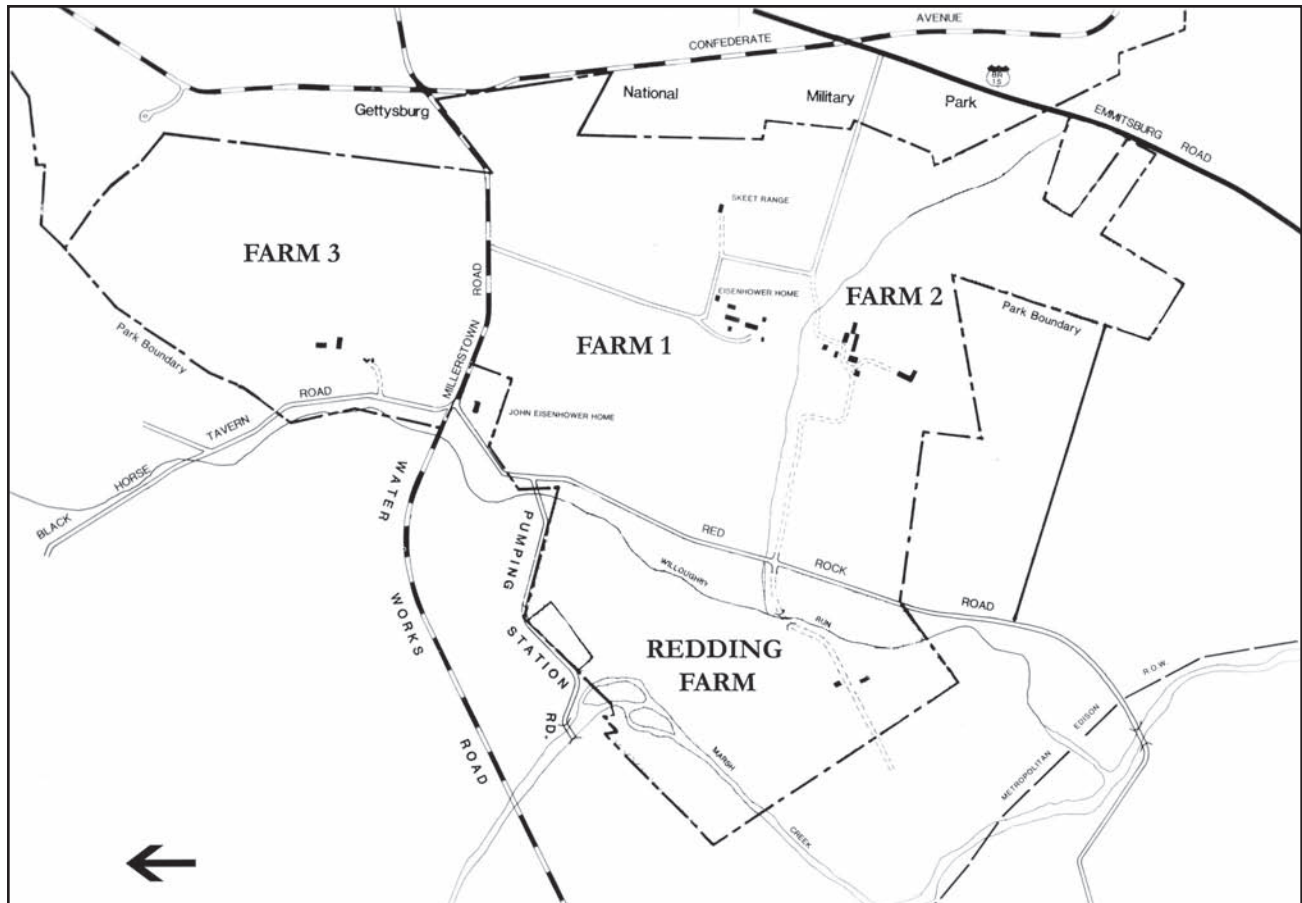 AVENUE
CONFEDERATE
BR
15
EMMITSBURG
ROAD
Gettysburg
National
Military
Park
SKEET RANGE
FARM 3
ROAD
MILLERSTOWN
EISENHOWER HOME
FARM 2
Park Boundary
Park Boundary
FARM 1
ROAD
TAVERN
HORSE
BLACK
JOHN EISENHOWER HOME
WATER
WORKS
ROAD
PUMPING
STATION
RD.
RED
ROCK
ROAD
WILLOUGHBY
RUN
REDDING
FARM
MARSH
CREEK
METROPOLITAN
EDISON
R.O.W.